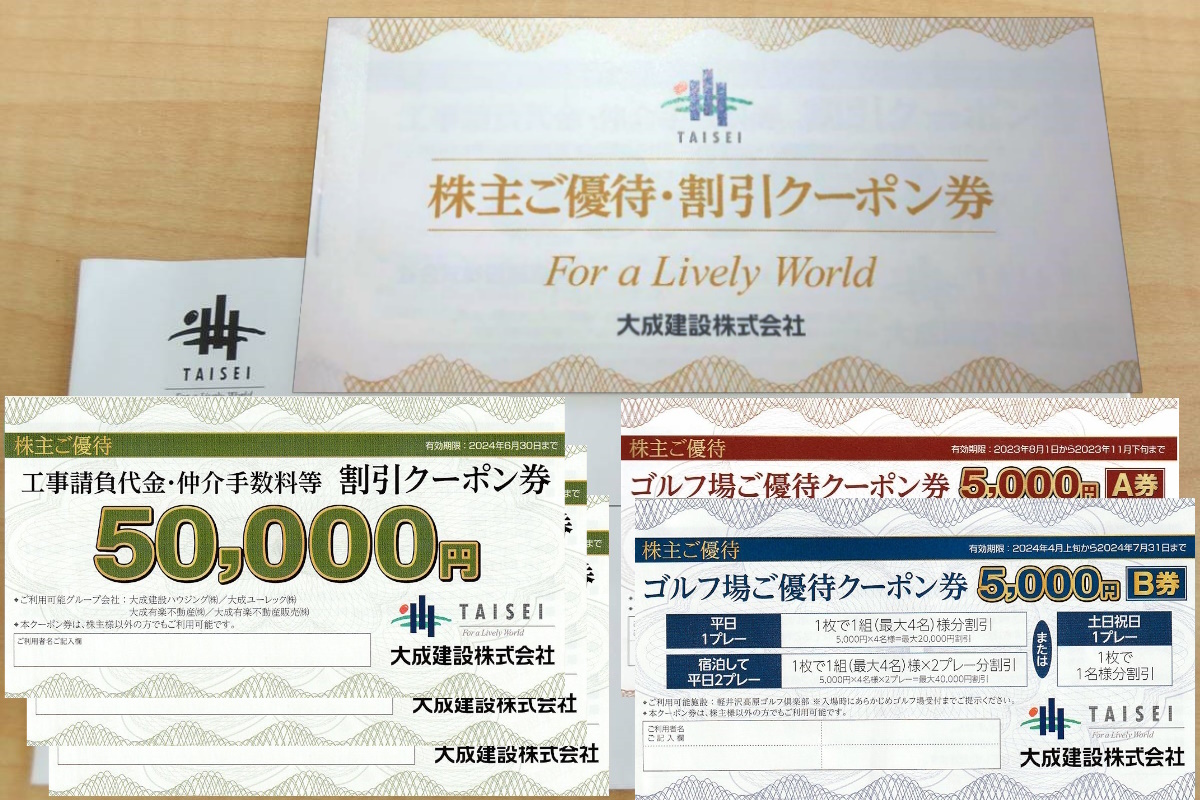 TAISEI
株主ご優待・割引クーポン券
For a Lively World
大成建設株式会社
TAISEI
For a Lively World
株主ご優待
有効期限：2024年6月30日まで
工事請負代金・仲介手数料等 割引クーポン券
50,000円
•ご利用可能グループ会社：大成建設ハウジング㈱／大成ユーレック㈱
大成有楽不動産㈱／大成有楽不動産販売㈱
•本クーポン券は、株主様以外の方でもご利用可能です。
ご利用者名ご記入欄
TAISEI
For a Lively World
大成建設株式会社
まで
券
大成建設株式会社
まで
券
大成建設株式会社
株主ご優待
有効期限：2023年8月1日から2023年11月下旬まで
ゴルフ場ご優待クーポン券 5,000円 A券
株主ご優待
有効期限：2024年4月上旬から2024年7月31日まで
ゴルフ場ご優待クーポン券 5,000円 B券
平日
1プレー
1枚で1組(最大4名)様分割引
5,000円×4名様=最大20,000円割引
宿泊して
平日2プレー
1枚で1組(最大4名)様×2プレー分割引
5,000円×4名様×2プレー=最大40,000円割引
または
土日祝日
1プレー
1枚で
1名様分割引
•ご利用可能施設：軽井沢高原ゴルフ倶楽部 ※入場時にあらかじめゴルフ場受付までご提示ください。
•本クーポン券は、株主様以外の方でもご利用可能です。
ご利用者名
ご記入欄
TAISEI
For a Lively World
大成建設株式会社